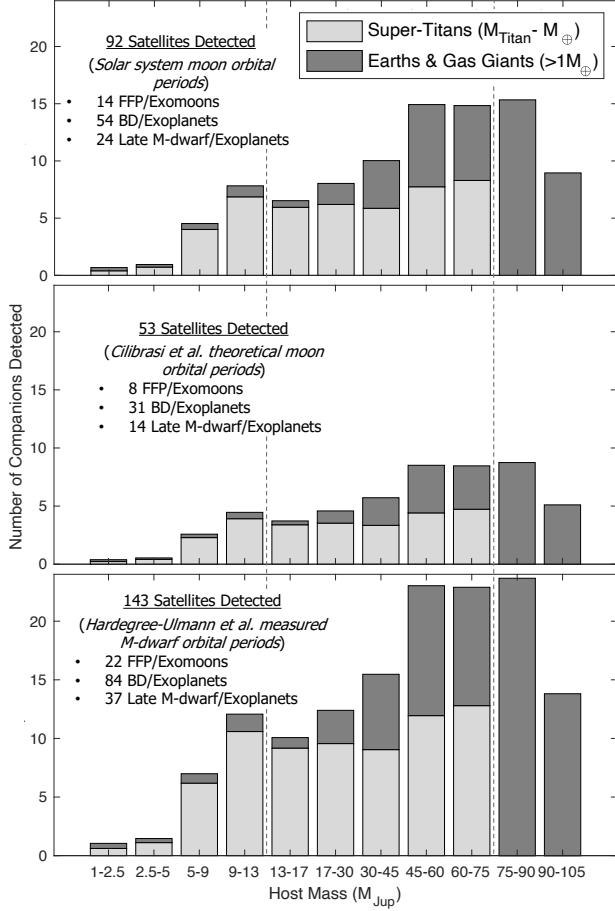 Super-Titans (M_Titan - M_⊕)
Earths & Gas Giants (>1M_⊕)
92 Satellites Detected
(Solar system moon orbital
periods)
• 14 FFP/Exomoons
• 54 BD/Exoplanets
• 24 Late M-dwarf/Exoplanets
20
15
10
5
0
53 Satellites Detected
(Cilibrasi et al. theoretical moon
orbital periods)
• 8 FFP/Exomoons
• 31 BD/Exoplanets
• 14 Late M-dwarf/Exoplanets
20
15
10
5
0
Number of Companions Detected
143 Satellites Detected
(Hardegree-Ulmann et al. measured
M-dwarf orbital periods)
• 22 FFP/Exomoons
• 84 BD/Exoplanets
• 37 Late M-dwarf/Exoplanets
20
15
10
5
0
1-2.5 2.5-5 5-9 9-13 13-17 17-30 30-45 45-60 60-75 75-90 90-105
Host Mass (M_Jup)